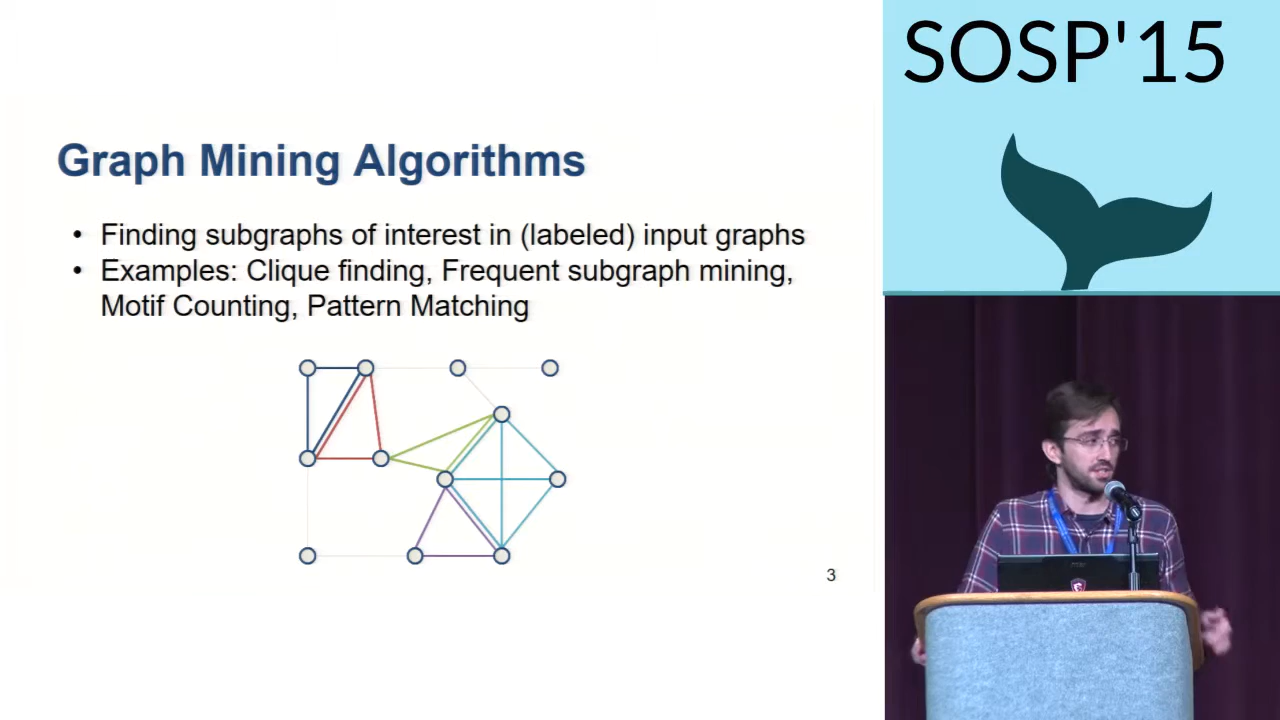 SOSP'15
Graph Mining Algorithms
• Finding subgraphs of interest in (labeled) input graphs
• Examples: Clique finding, Frequent subgraph mining,
Motif Counting, Pattern Matching
3